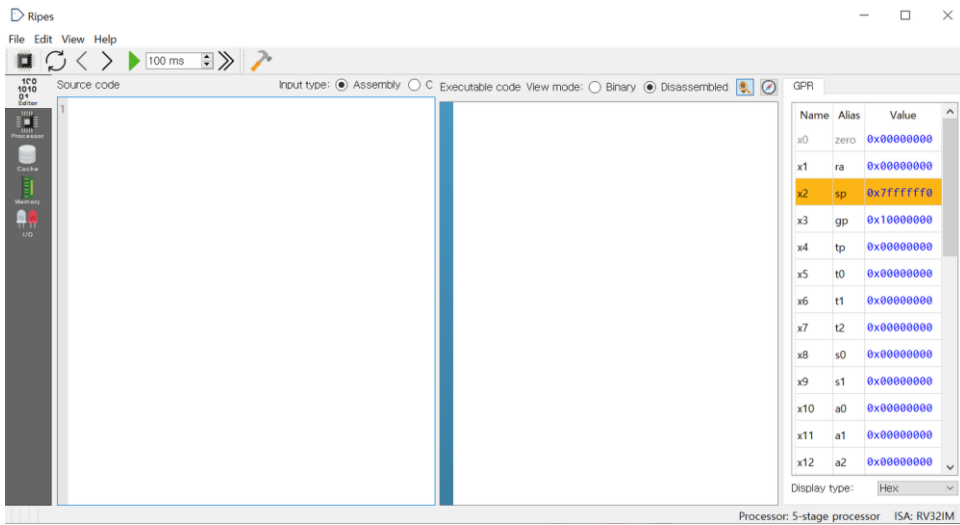 Ripes
File Edit View Help
100 ms
1010
Editor
Processor
Cache
Memory
I/O
Source code
Input type: Assembly C
1
Executable code View mode: Binary Disassembled
GPR
Name Alias Value
x0 zero 0x00000000
x1 ra 0x00000000
x2 sp 0x7ffffff0
x3 gp 0x10000000
x4 tp 0x00000000
x5 t0 0x00000000
x6 t1 0x00000000
x7 t2 0x00000000
x8 s0 0x00000000
x9 s1 0x00000000
x10 a0 0x00000000
x11 a1 0x00000000
x12 a2 0x00000000
Display type: Hex
Processor: 5-stage processor ISA: RV32IM